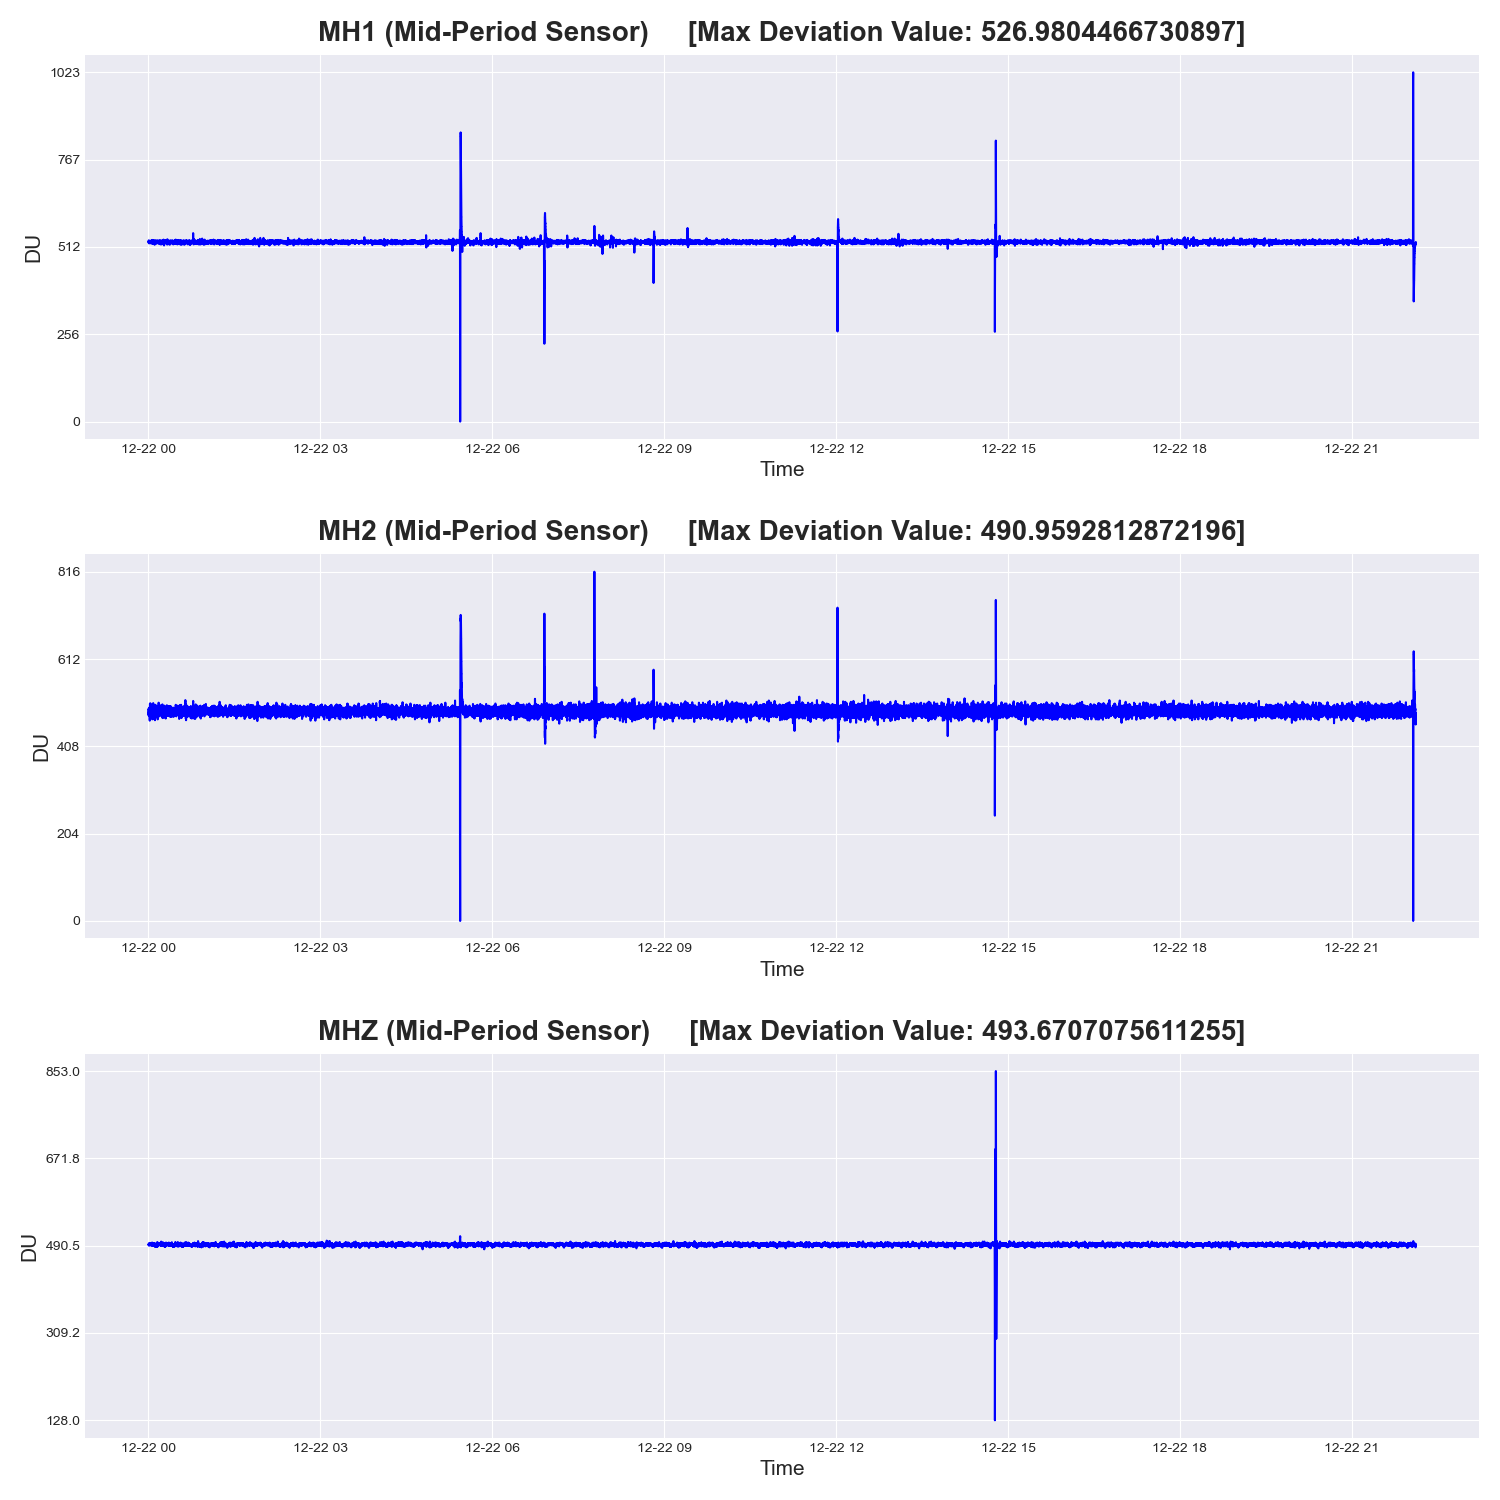 MH1 (Mid-Period Sensor) [Max Deviation Value: 526.9804466730897]
1023
767
512
256
0
DU
12-22 00 12-22 03 12-22 06 12-22 09 12-22 12 12-22 15 12-22 18 12-22 21
Time
MH2 (Mid-Period Sensor) [Max Deviation Value: 490.9592812872196]
816
612
408
204
0
DU
12-22 00 12-22 03 12-22 06 12-22 09 12-22 12 12-22 15 12-22 18 12-22 21
Time
MHZ (Mid-Period Sensor) [Max Deviation Value: 493.6707075611255]
853.0
671.8
490.5
309.2
128.0
DU
12-22 00 12-22 03 12-22 06 12-22 09 12-22 12 12-22 15 12-22 18 12-22 21
Time